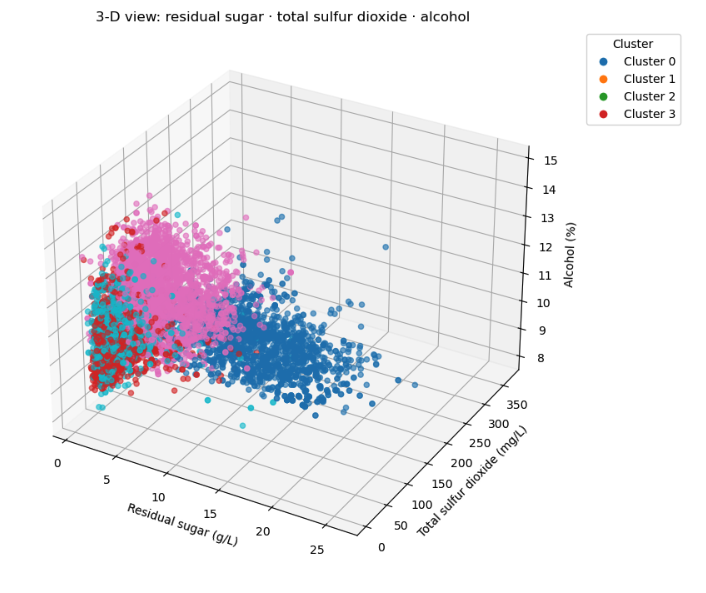 3-D view: residual sugar · total sulfur dioxide · alcohol
Cluster
Cluster 0
Cluster 1
Cluster 2
Cluster 3
15
14
13
12
11
10
9
8
Alcohol (%)
350
300
250
200
150
100
50
0
Total sulfur dioxide (mg/L)
0
5
10
15
20
25
Residual sugar (g/L)